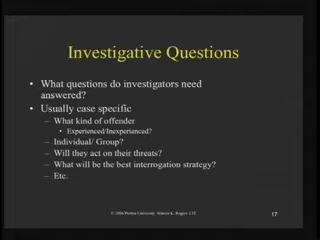 Investigative Questions
• What questions do investigators need
answered?
• Usually case specific
– What kind of offender
• Experienced/Inexperienced?
– Individual/ Group?
– Will they act on their threats?
– What will be the best interrogation strategy?
– Etc.
© 2006 Purdue University Marcus K. Rogers
17